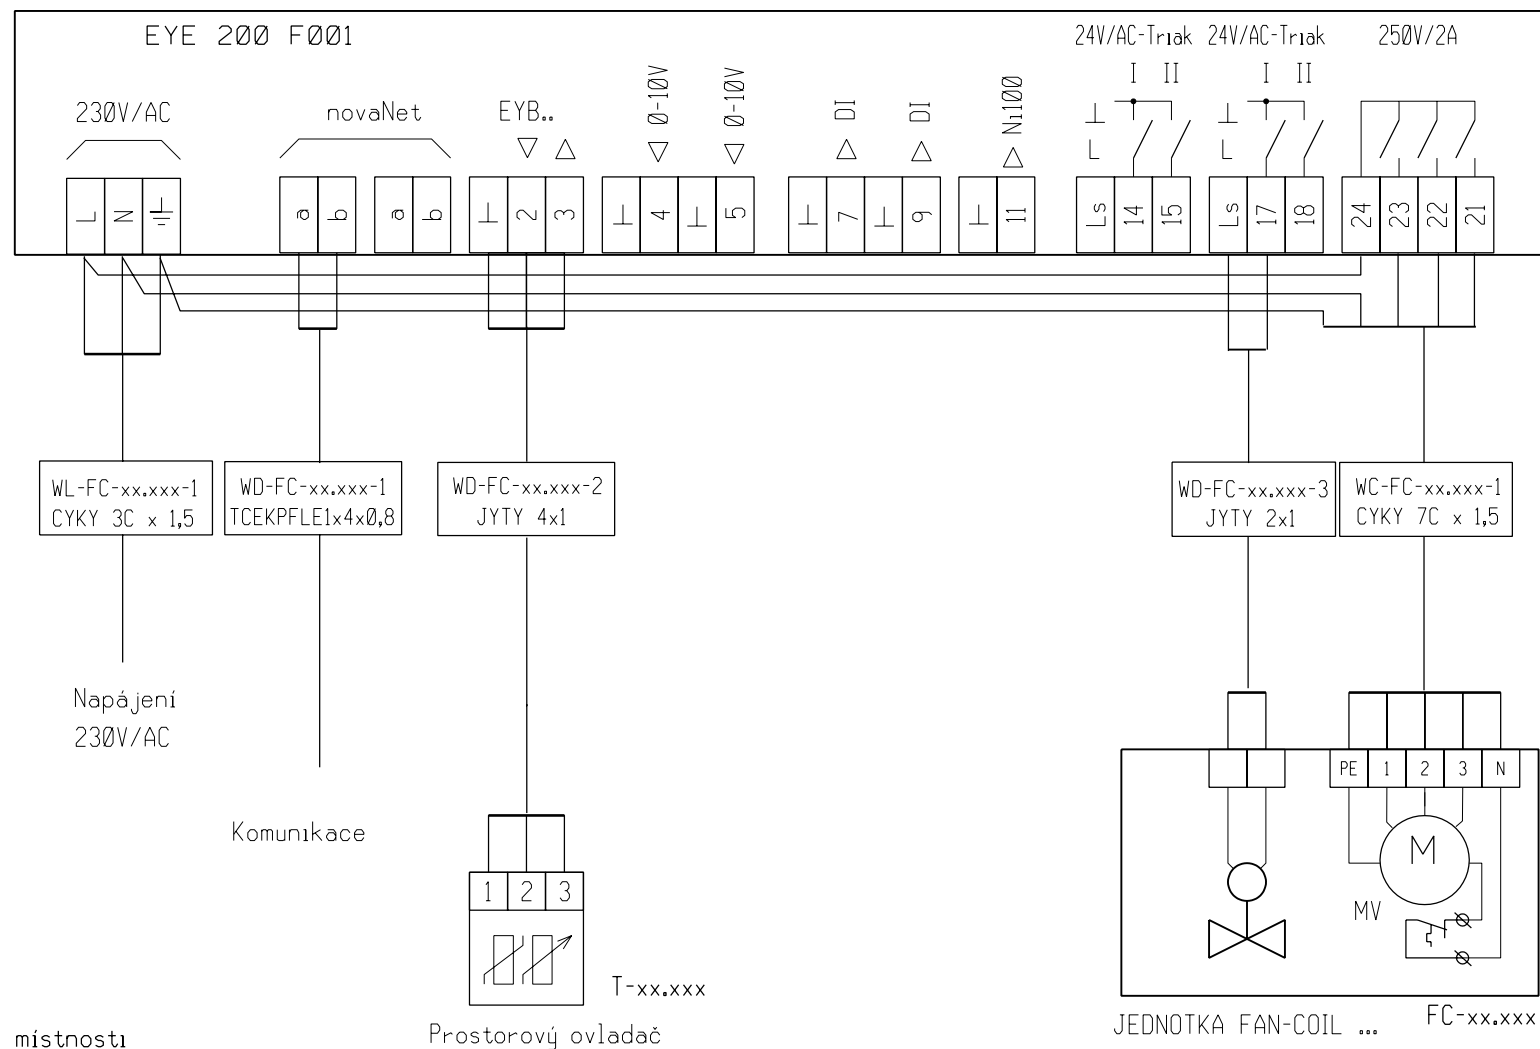 EYE 200 F001
24V/AC-Triak 24V/AC-Triak 250V/2A
I II I II
230V/AC novaNet EYB.. 0-10V 0-10V DI DI Ni100
L L
L N a b a b 2 3 4 5 7 9 11 Ls 14 15 Ls 17 18 24 23 22 21
WL-FC-xx.xxx-1
CYKY 3C x 1,5
WD-FC-xx.xxx-1
TCEKPFLE1x4x0,8
WD-FC-xx.xxx-2
JYTY 4x1
WD-FC-xx.xxx-3
JYTY 2x1
WC-FC-xx.xxx-1
CYKY 7C x 1,5
Napájení
230V/AC
Komunikace
PE 1 2 3 N
M
MV
1 2 3
T-xx.xxx
Prostorový ovladač
JEDNOTKA FAN-COIL ...
FC-xx.xxx
místnosti